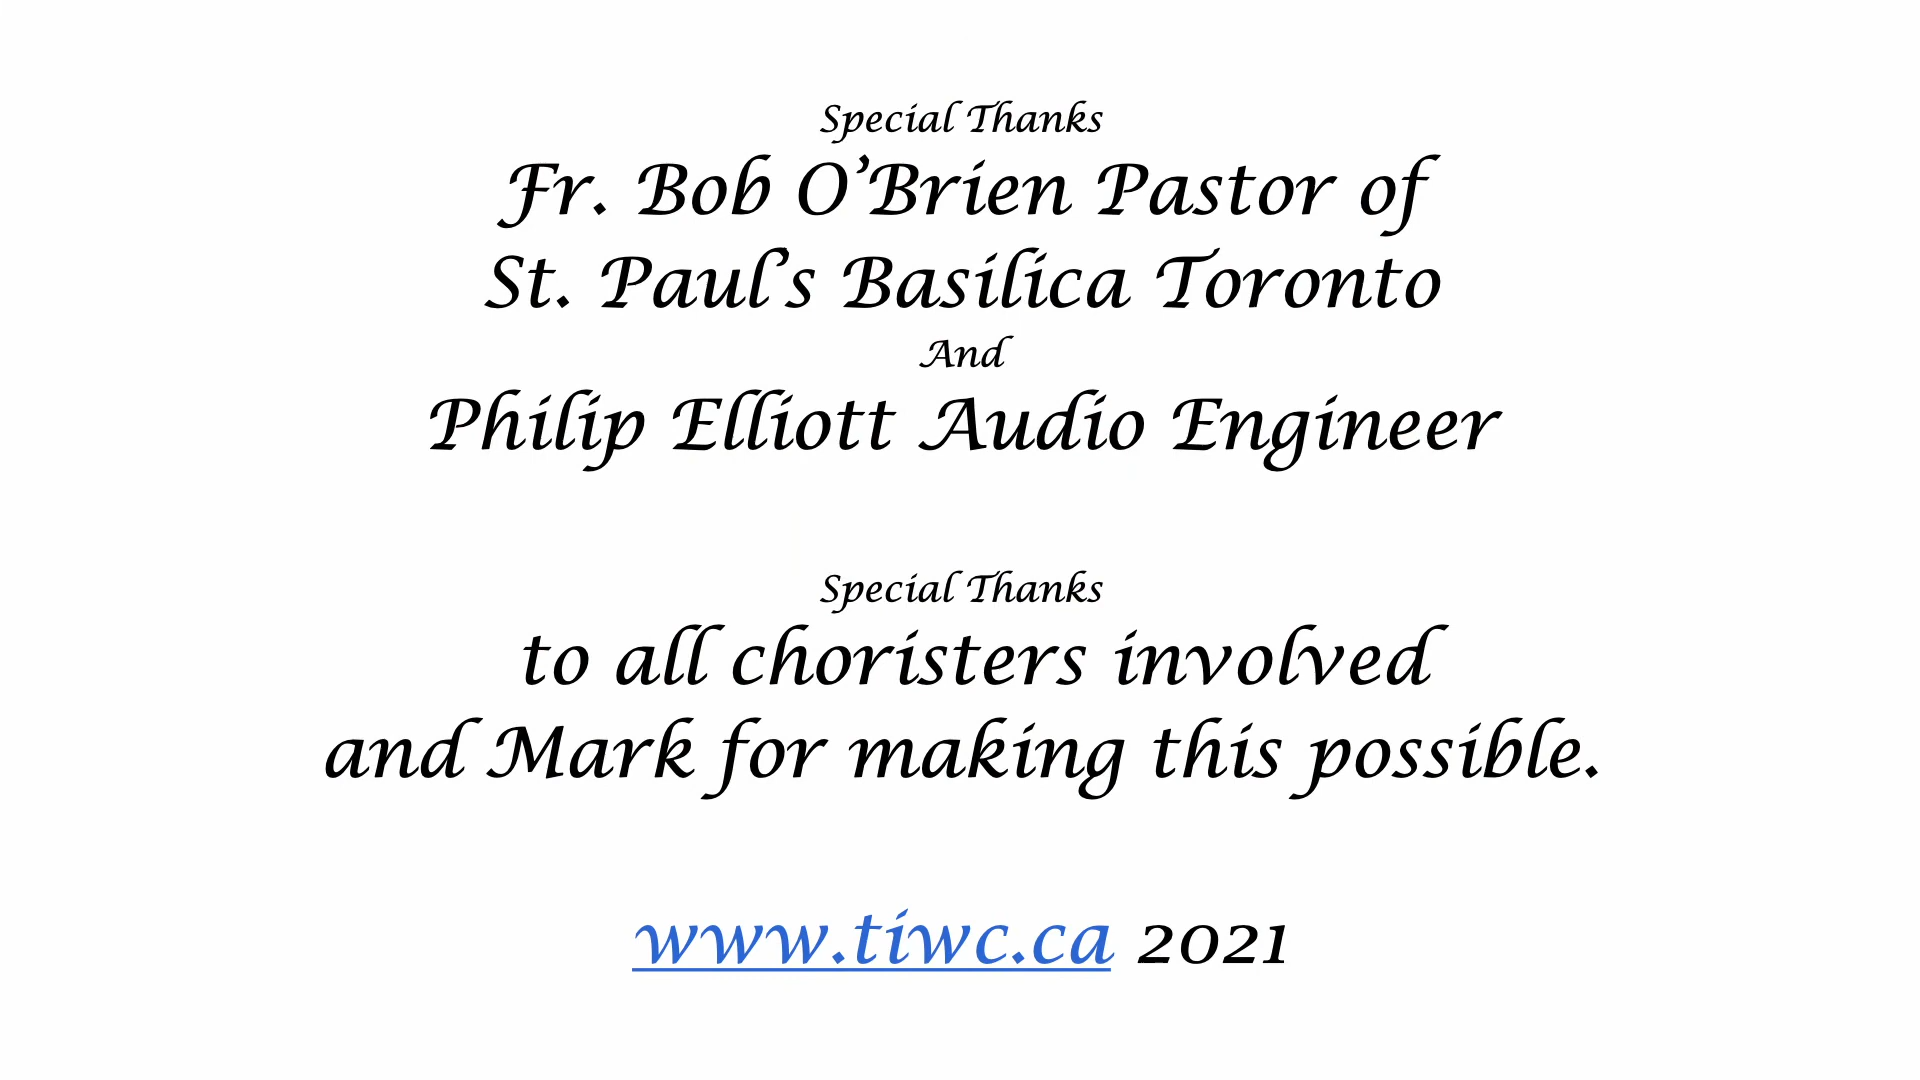 Special Thanks
Fr. Bob O’Brien Pastor of
St. Paul’s Basilica Toronto
And
Philip Elliott Audio Engineer
Special Thanks
to all choristers involved
and Mark for making this possible.
www.tiwc.ca 2021